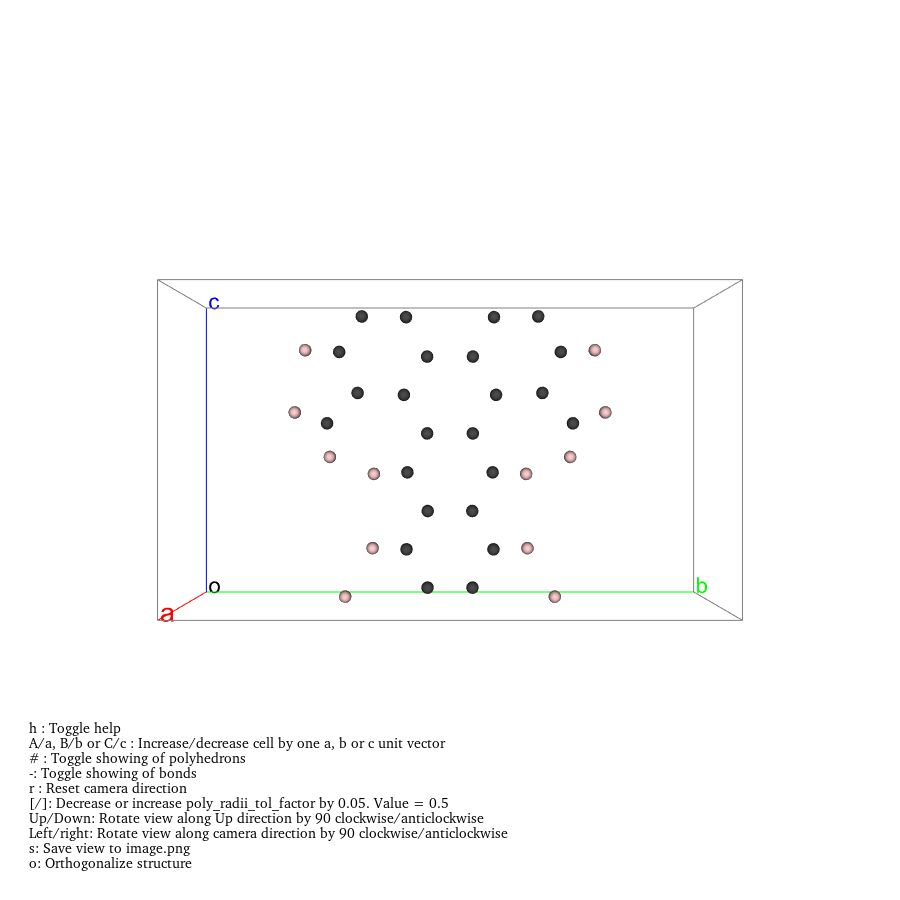 c
o
b
a
h : Toggle help
A/a, B/b or C/c : Increase/decrease cell by one a, b or c unit vector
# : Toggle showing of polyhedrons
-: Toggle showing of bonds
r : Reset camera direction
[/]: Decrease or increase poly_radii_tol_factor by 0.05. Value = 0.5
Up/Down: Rotate view along Up direction by 90 clockwise/anticlockwise
Left/right: Rotate view along camera direction by 90 clockwise/anticlockwise
s: Save view to image.png
o: Orthogonalize structure